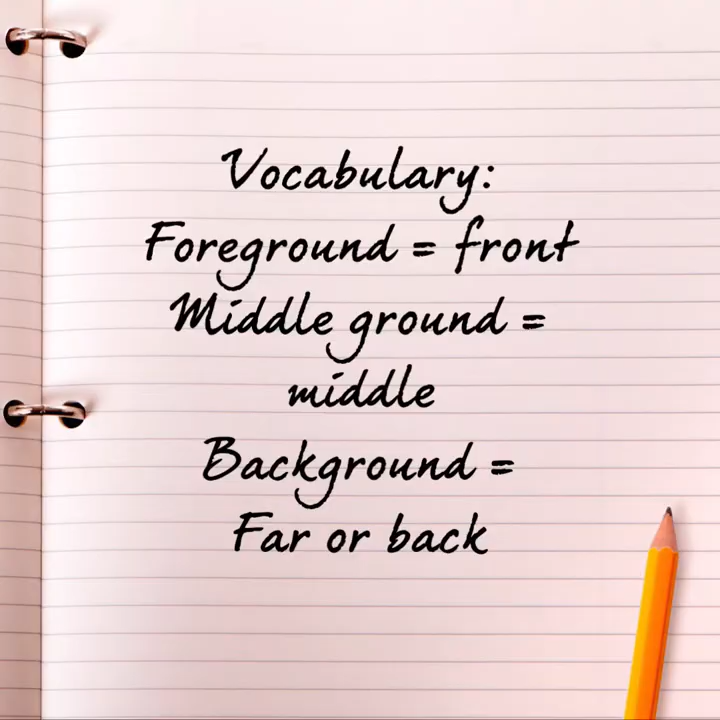 Vocabulary:
Foreground = front
Middle ground =
middle
Background =
Far or back